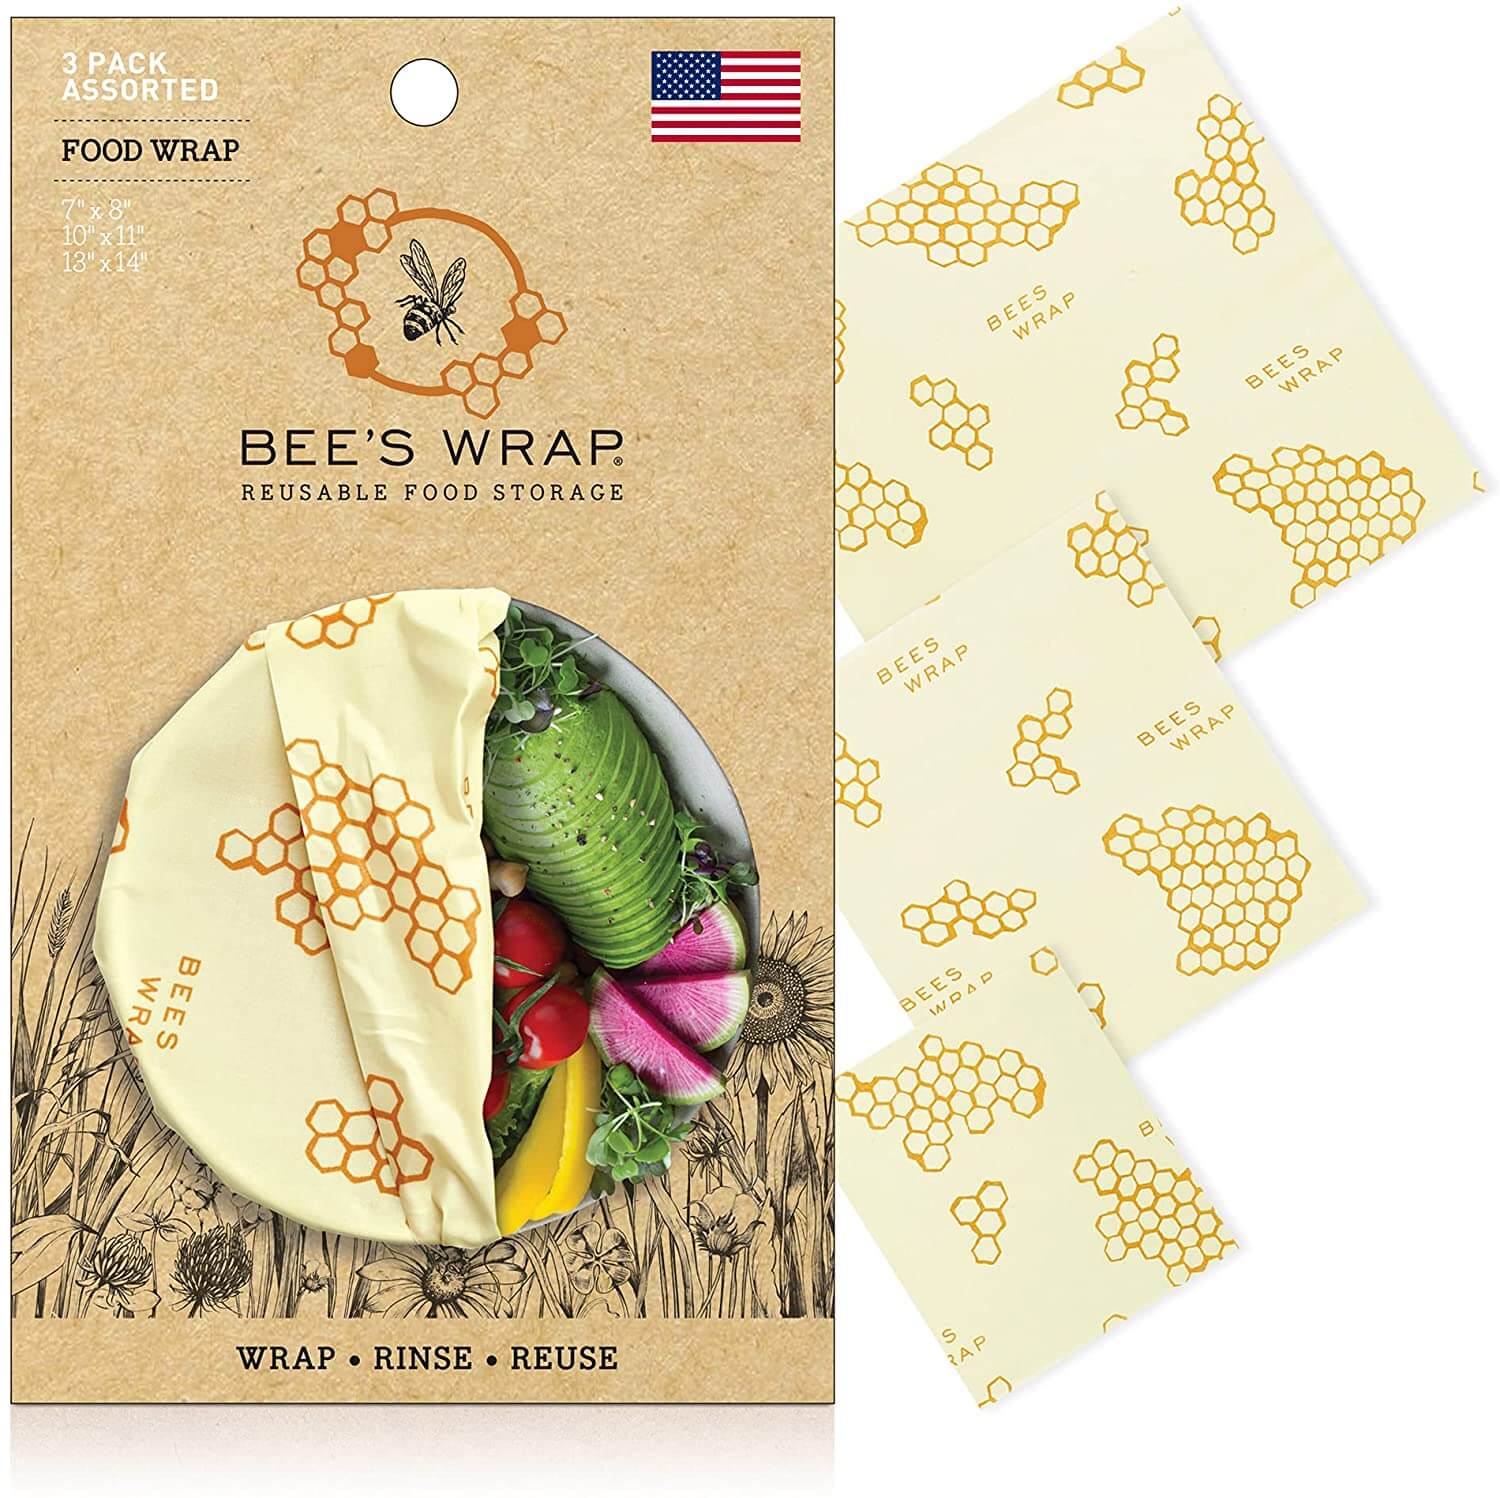 3 PACK
ASSORTED
FOOD WRAP
7" x 8"
10" x 11"
13" x 14"
BEE'S WRAP®
REUSABLE FOOD STORAGE
BEES
WRA
WRAP • RINSE • REUSE
BEES
WRAP
BEES
WRAP
BEES
WRAP
BEES
WRAP
BEES
WRAP
B
S
RAP